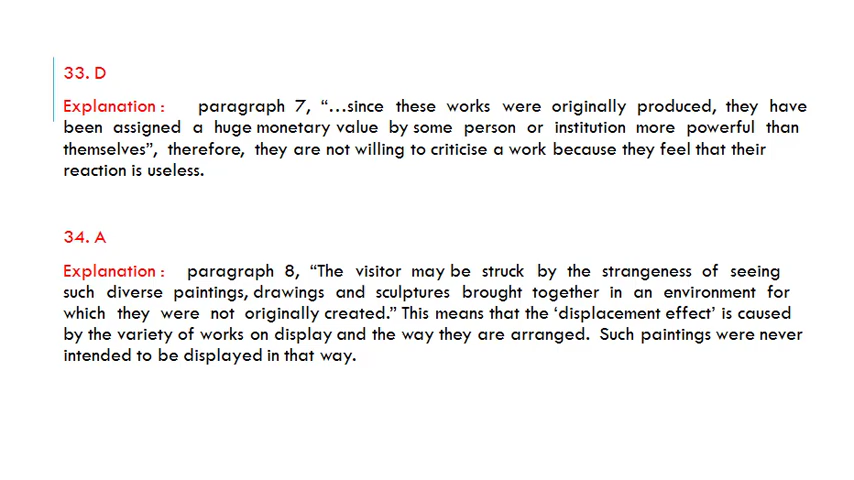 33. D
Explanation : paragraph 7, “…since these works were originally produced, they have
been assigned a huge monetary value by some person or institution more powerful than
themselves”, therefore, they are not willing to criticise a work because they feel that their
reaction is useless.
34. A
Explanation : paragraph 8, “The visitor may be struck by the strangeness of seeing
such diverse paintings, drawings and sculptures brought together in an environment for
which they were not originally created.” This means that the ‘displacement effect’ is caused
by the variety of works on display and the way they are arranged. Such paintings were never
intended to be displayed in that way.